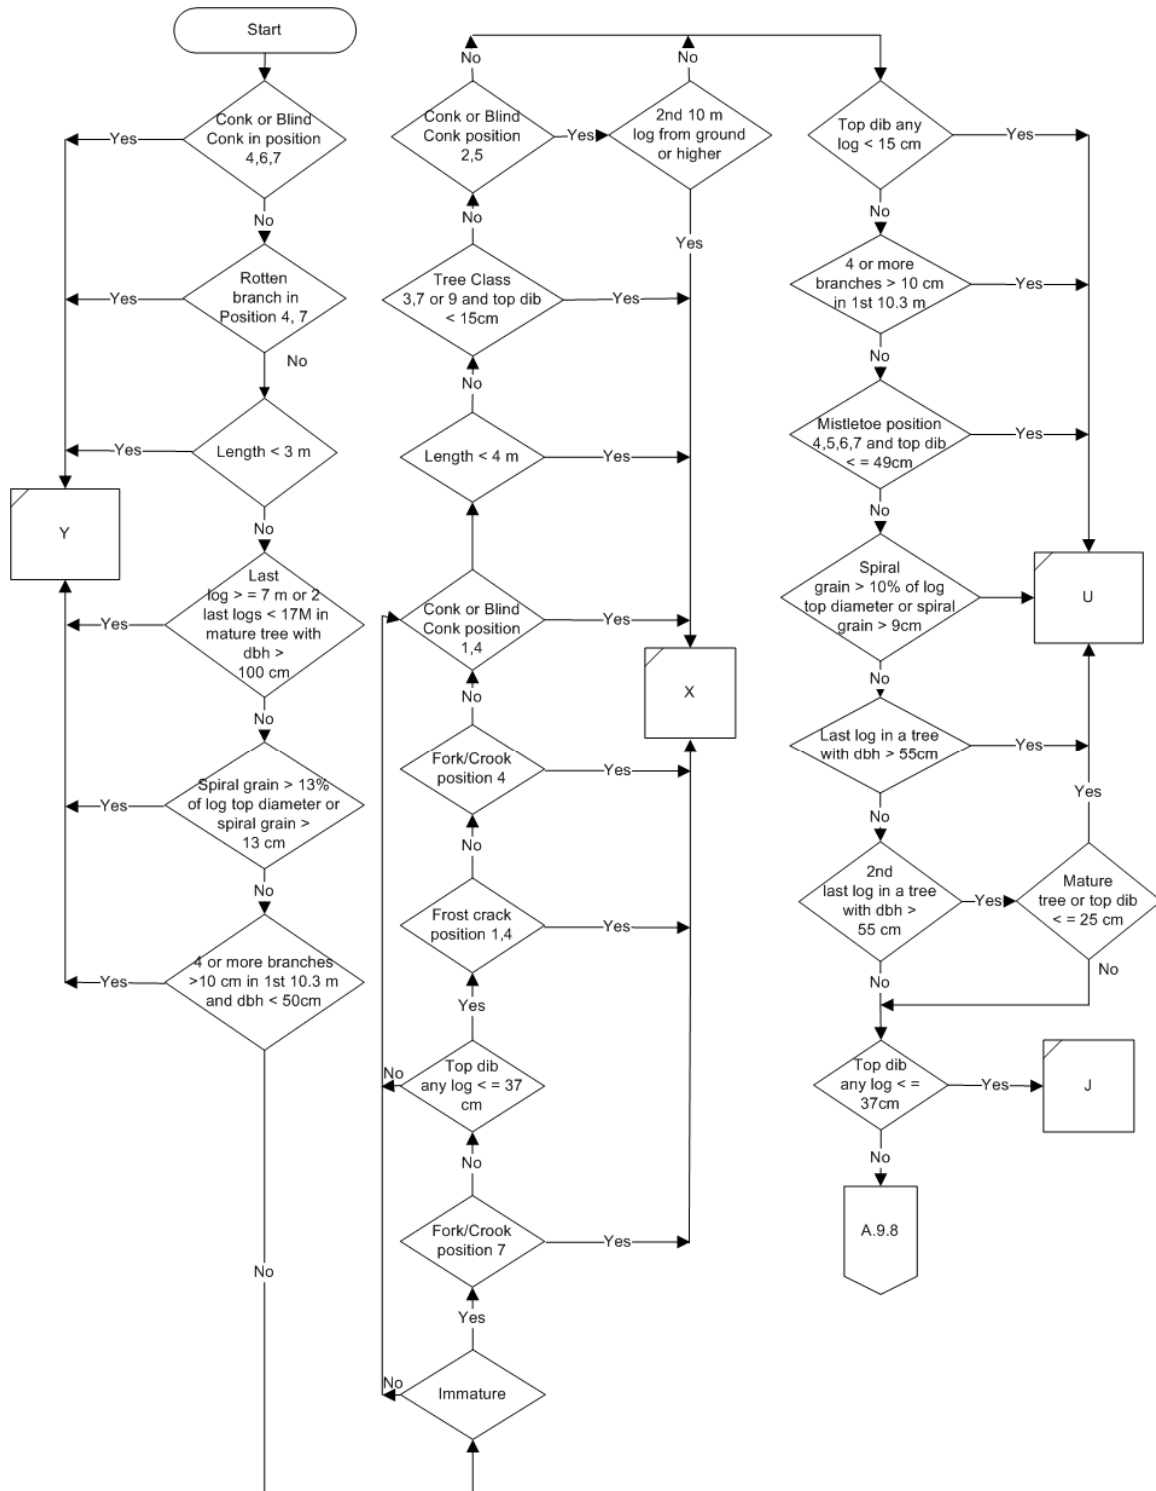 Start
Conk or Blind
Conk in position
4,6,7
Yes
No
Rotten
branch in
Position 4, 7
Yes
No
Length < 3 m
Yes
No
Y
Last
log > = 7 m or 2
last logs < 17M in
mature tree with
dbh >
100 cm
Yes
No
Spiral grain > 13%
of log top diameter or
spiral grain >
13 cm
Yes
No
4 or more branches
>10 cm in 1st 10.3 m
and dbh < 50cm
Yes
No
No
Conk or Blind
Conk position
2,5
Yes
No
2nd 10 m
log from ground
or higher
Yes
No
Tree Class
3,7 or 9 and top dib
< 15cm
Yes
No
Length < 4 m
Yes
Conk or Blind
Conk position
1,4
Yes
X
No
Fork/Crook
position 4
Yes
No
Frost crack
position 1,4
Yes
Yes
Top dib
any log < = 37
cm
No
No
Fork/Crook
position 7
Yes
Yes
Immature
No
Top dib any
log < 15 cm
Yes
No
4 or more
branches > 10 cm
in 1st 10.3 m
Yes
No
Mistletoe position
4,5,6,7 and top dib
< = 49cm
Yes
No
Spiral
grain > 10% of log
top diameter or spiral
grain > 9cm
U
No
Last log in a tree
with dbh > 55cm
Yes
No
Yes
2nd
last log in a tree
with dbh >
55 cm
Yes
Mature
tree or top dib
< = 25 cm
No
No
Top dib
any log < =
37cm
Yes
J
No
A.9.8